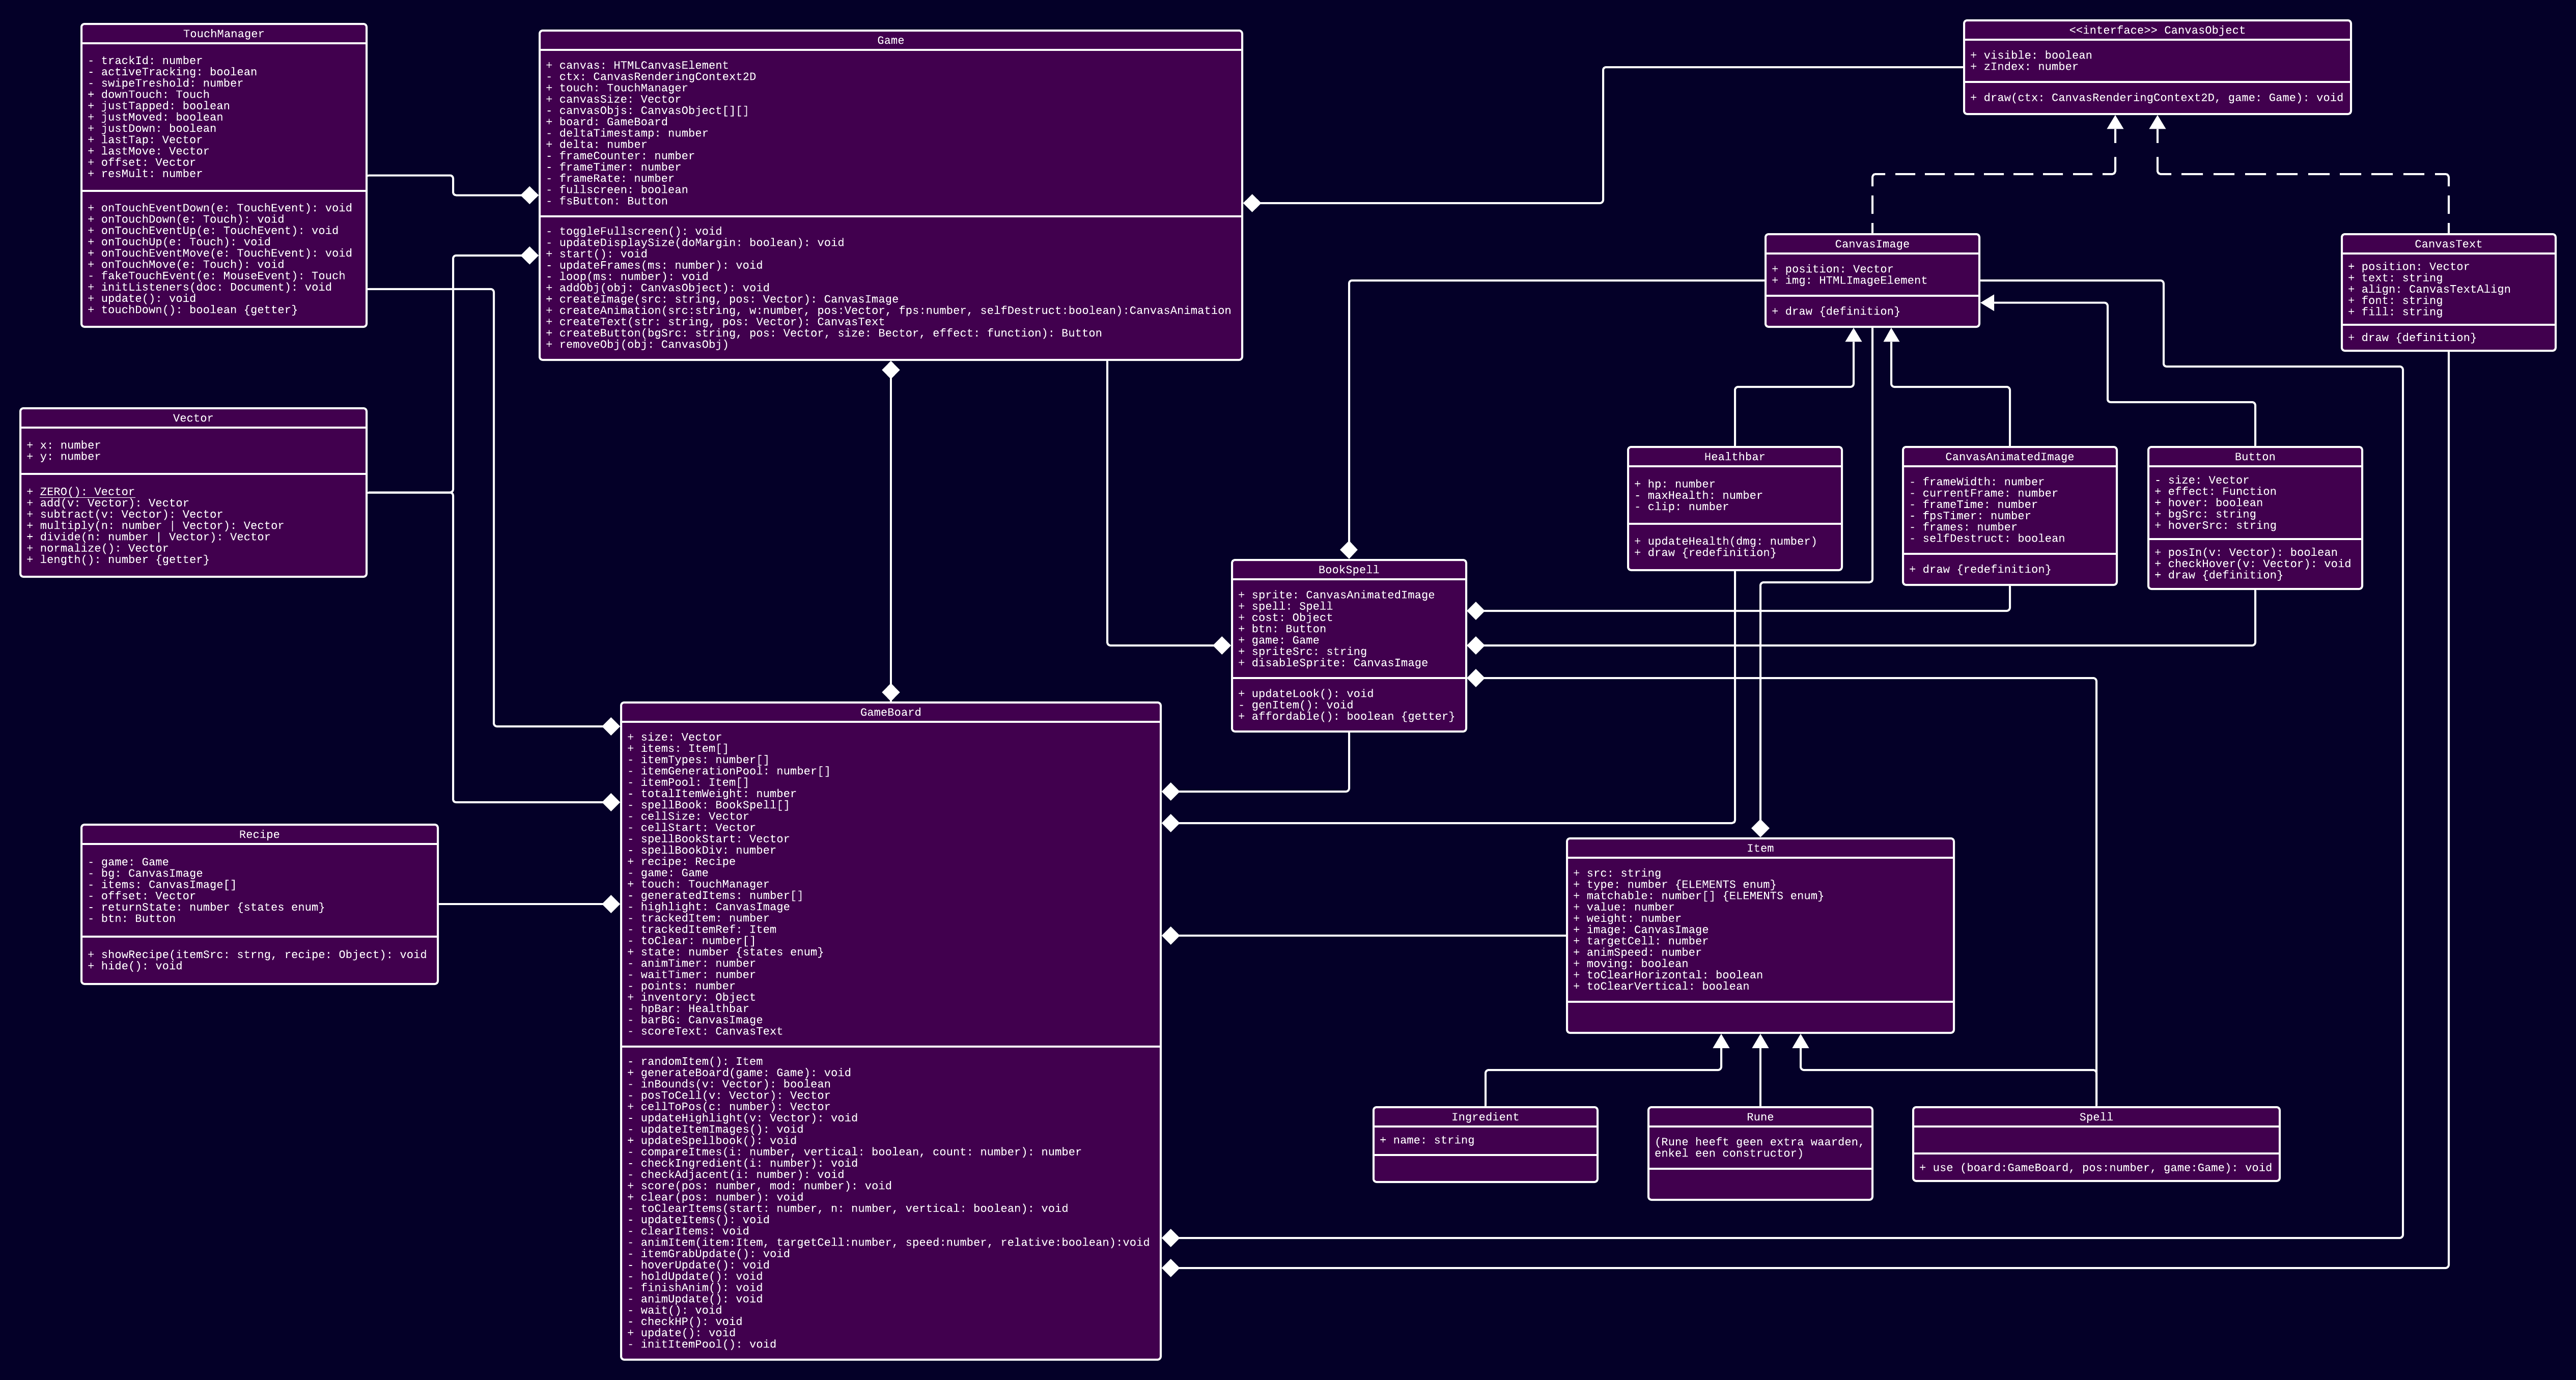 TouchManager
- trackId: number
- activeTracking: boolean
- swipeTreshold: number
+ downTouch: Touch
+ justTapped: boolean
+ justMoved: boolean
+ justDown: boolean
+ lastTap: Vector
+ lastMove: Vector
+ offset: Vector
+ resMult: number
+ onTouchEventDown(e: TouchEvent): void
+ onTouchDown(e: Touch): void
+ onTouchEventUp(e: TouchEvent): void
+ onTouchUp(e: Touch): void
+ onTouchEventMove(e: TouchEvent): void
+ onTouchMove(e: Touch): void
- fakeTouchEvent(e: MouseEvent): Touch
+ initListeners(doc: Document): void
+ update(): void
+ touchDown(): boolean {getter}
Game
+ canvas: HTMLCanvasElement
- ctx: CanvasRenderingContext2D
+ touch: TouchManager
+ canvasSize: Vector
- canvasObjs: CanvasObject[][]
+ board: GameBoard
- deltaTimestamp: number
+ delta: number
- frameCounter: number
- frameTimer: number
- frameRate: number
- fullscreen: boolean
- fsButton: Button
- toggleFullscreen(): void
- updateDisplaySize(doMargin: boolean): void
+ start(): void
- updateFrames(ms: number): void
- loop(ms: number): void
+ addObj(obj: CanvasObject): void
+ createImage(src: string, pos: Vector): CanvasImage
+ createAnimation(src:string, w:number, pos:Vector, fps:number, selfDestruct:boolean):CanvasAnimation
+ createText(str: string, pos: Vector): CanvasText
+ createButton(bgSrc: string, pos: Vector, size: Bector, effect: function): Button
+ removeObj(obj: CanvasObj)
<<interface>> CanvasObject
+ visible: boolean
+ zIndex: number
+ draw(ctx: CanvasRenderingContext2D, game: Game): void
CanvasImage
+ position: Vector
+ img: HTMLImageElement
+ draw {definition}
CanvasText
+ position: Vector
+ text: string
+ align: CanvasTextAlign
+ font: string
+ fill: string
+ draw {definition}
Vector
+ x: number
+ y: number
+ ZERO(): Vector
+ add(v: Vector): Vector
+ subtract(v: Vector): Vector
+ multiply(n: number | Vector): Vector
+ divide(n: number | Vector): Vector
+ normalize(): Vector
+ length(): number {getter}
Healthbar
+ hp: number
- maxHealth: number
- clip: number
+ updateHealth(dmg: number)
+ draw {redefinition}
CanvasAnimatedImage
- frameWidth: number
- currentFrame: number
- frameTime: number
- fpsTimer: number
- frames: number
- selfDestruct: boolean
+ draw {redefinition}
Button
- size: Vector
+ effect: Function
+ hover: boolean
+ bgSrc: string
+ hoverSrc: string
+ posIn(v: Vector): boolean
+ checkHover(v: Vector): void
+ draw {definition}
BookSpell
+ sprite: CanvasAnimatedImage
+ spell: Spell
+ cost: Object
+ btn: Button
+ game: Game
+ spriteSrc: string
+ disableSprite: CanvasImage
+ updateLook(): void
- genItem(): void
+ affordable(): boolean {getter}
GameBoard
+ size: Vector
+ items: Item[]
- itemTypes: number[]
- itemGenerationPool: number[]
- itemPool: Item[]
- totalItemWeight: number
- spellBook: BookSpell[]
- cellSize: Vector
- cellStart: Vector
- spellBookStart: Vector
- spellBookDiv: number
+ recipe: Recipe
- game: Game
+ touch: TouchManager
- generatedItems: number[]
- highlight: CanvasImage
- trackedItem: number
- trackedItemRef: Item
- toClear: number[]
+ state: number {states enum}
- animTimer: number
- waitTimer: number
- points: number
+ inventory: Object
- hpBar: Healthbar
- barBG: CanvasImage
- scoreText: CanvasText
- randomItem(): Item
+ generateBoard(game: Game): void
- inBounds(v: Vector): boolean
- posToCell(v: Vector): Vector
+ cellToPos(c: number): Vector
- updateHighlight(v: Vector): void
- updateItemImages(): void
+ updateSpellbook(): void
- compareItmes(i: number, vertical: boolean, count: number): number
- checkIngredient(i: number): void
- checkAdjacent(i: number): void
+ score(pos: number, mod: number): void
+ clear(pos: number): void
- toClearItems(start: number, n: number, vertical: boolean): void
- updateItems(): void
- clearItems: void
- animItem(item:Item, targetCell:number, speed:number, relative:boolean):void
- itemGrabUpdate(): void
- hoverUpdate(): void
- holdUpdate(): void
- finishAnim(): void
- animUpdate(): void
- wait(): void
- checkHP(): void
+ update(): void
- initItemPool(): void
Recipe
- game: Game
- bg: CanvasImage
- items: CanvasImage[]
- offset: Vector
- returnState: number {states enum}
- btn: Button
+ showRecipe(itemSrc: strng, recipe: Object): void
+ hide(): void
Item
+ src: string
+ type: number {ELEMENTS enum}
+ matchable: number[] {ELEMENTS enum}
+ value: number
+ weight: number
+ image: CanvasImage
+ targetCell: number
+ animSpeed: number
+ moving: boolean
+ toClearHorizontal: boolean
+ toClearVertical: boolean
Ingredient
+ name: string
Rune
(Rune heeft geen extra waarden,
enkel een constructor)
Spell
+ use (board:GameBoard, pos:number, game:Game): void